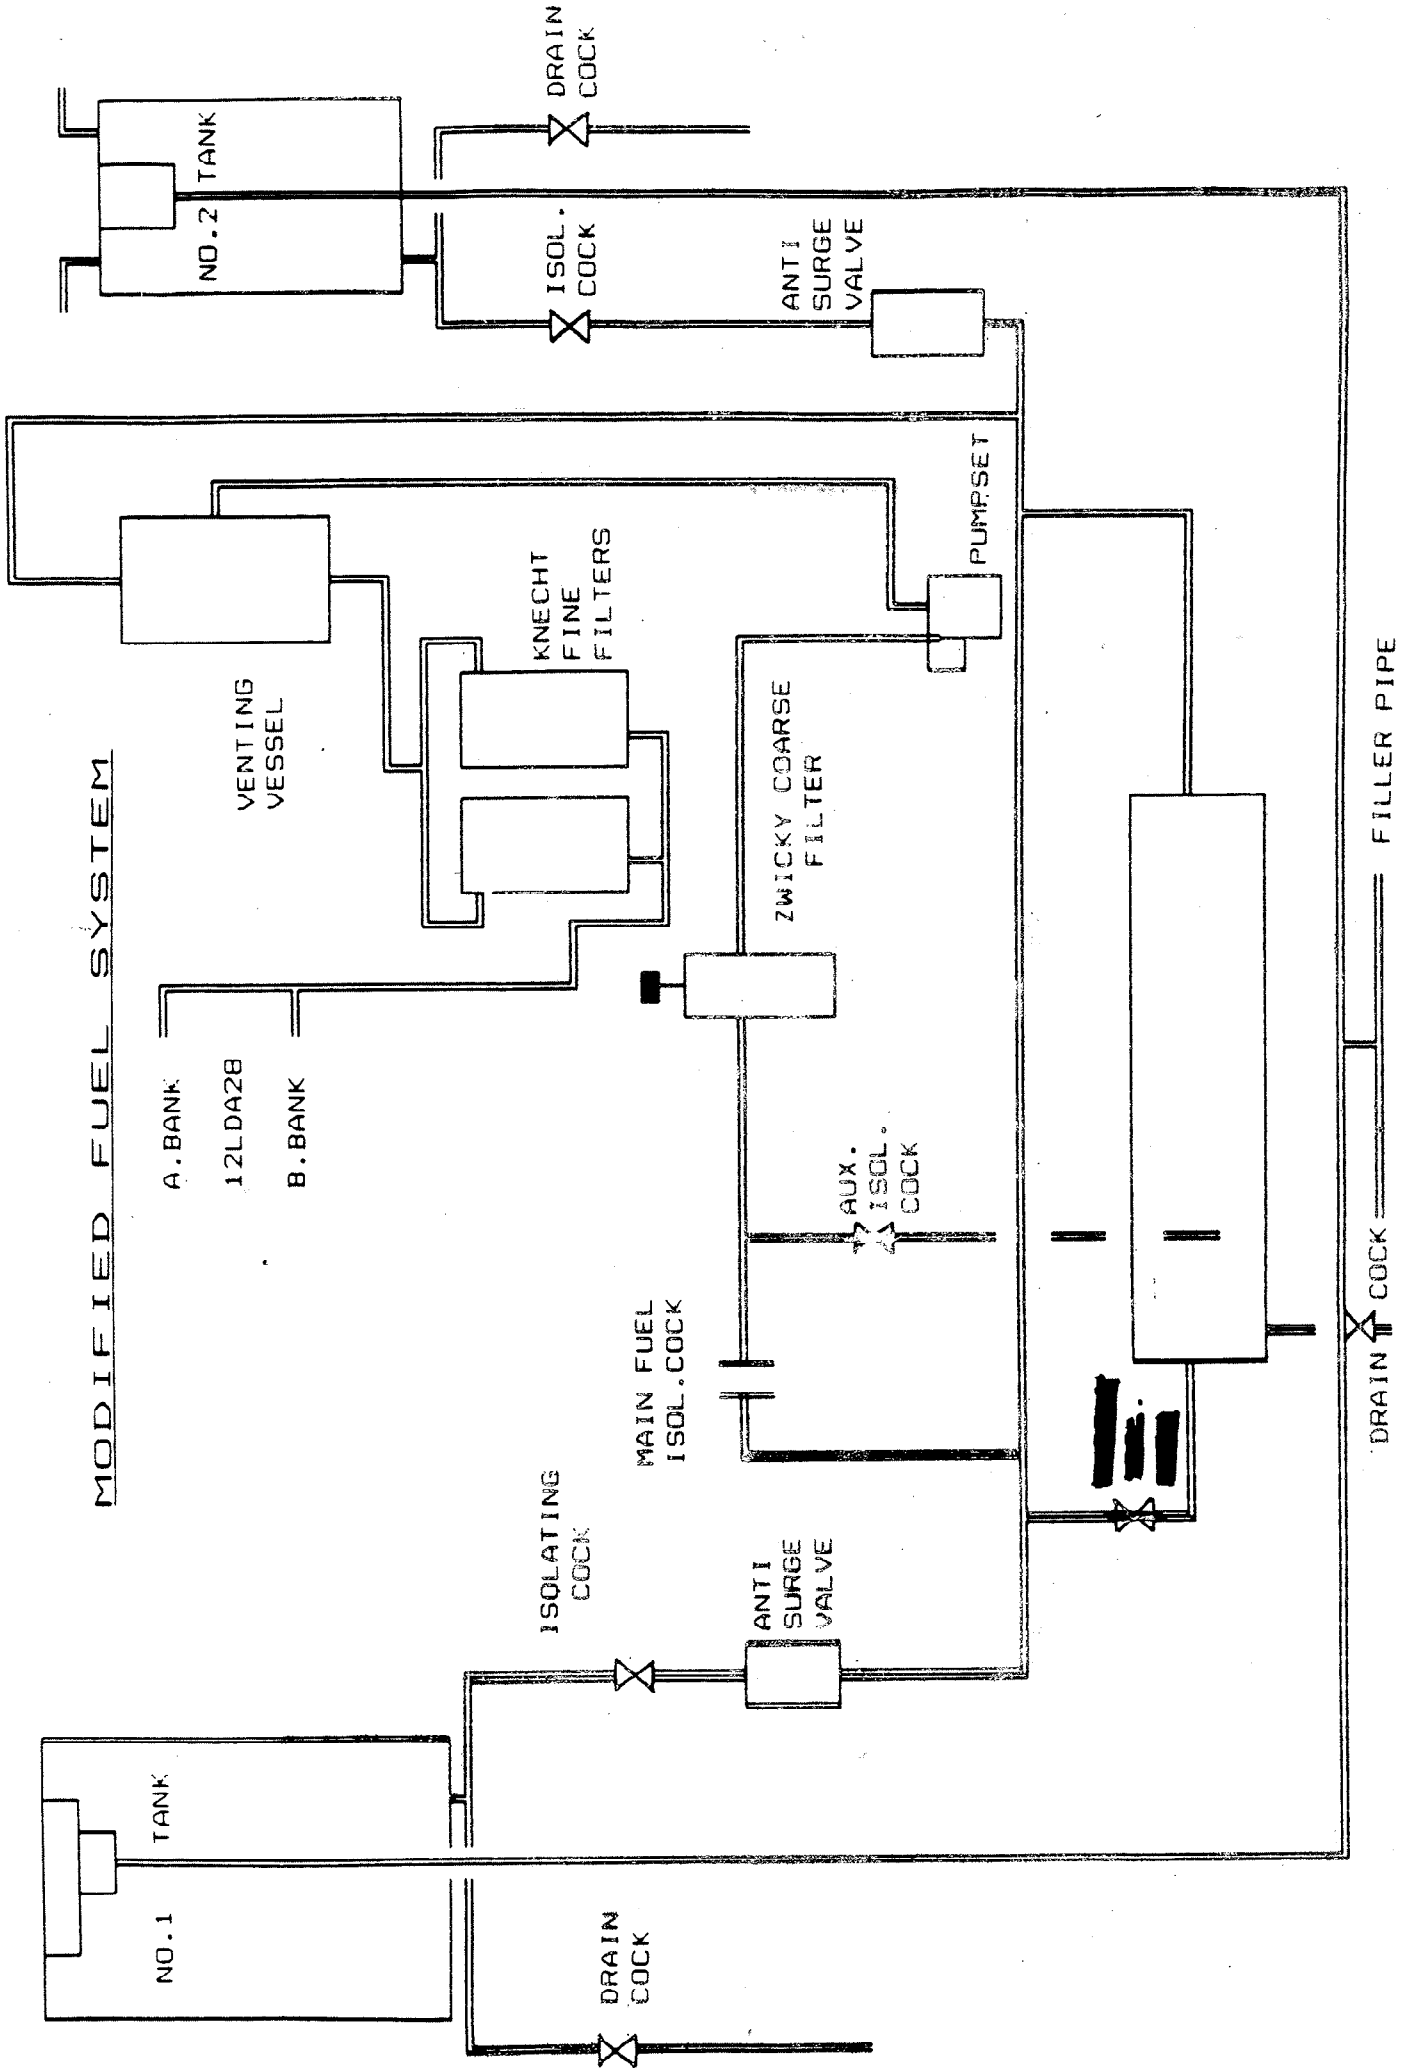 MODIFIED FUEL SYSTEM
NO.1 TANK
DRAIN
COCK
ISOLATING
COCK
ANTI
SURGE
VALVE
MAIN FUEL
ISOL.COCK
AUX.
ISOL.
COCK
A.BANK
12LDA28
B.BANK
VENTING
VESSEL
KNECHT
FINE
FILTERS
ZWICKY COARSE
FILTER
PUMPSET
NO.2 TANK
ISOL.
COCK
DRAIN
COCK
ANTI
SURGE
VALVE
DRAIN COCK
FILLER PIPE